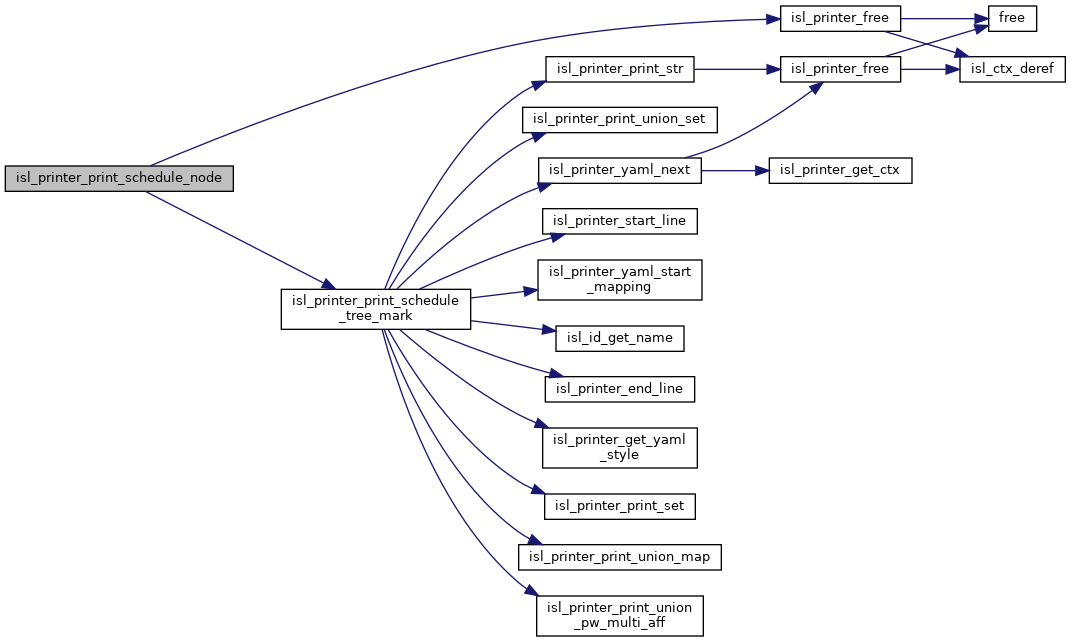 isl_printer_print_schedule_node
isl_printer_free
free
isl_ctx_deref
isl_printer_print_schedule
_tree_mark
isl_printer_print_str
isl_printer_free
isl_printer_print_union_set
isl_printer_yaml_next
isl_printer_get_ctx
isl_printer_start_line
isl_printer_yaml_start
_mapping
isl_id_get_name
isl_printer_end_line
isl_printer_get_yaml
_style
isl_printer_print_set
isl_printer_print_union_map
isl_printer_print_union
_pw_multi_aff